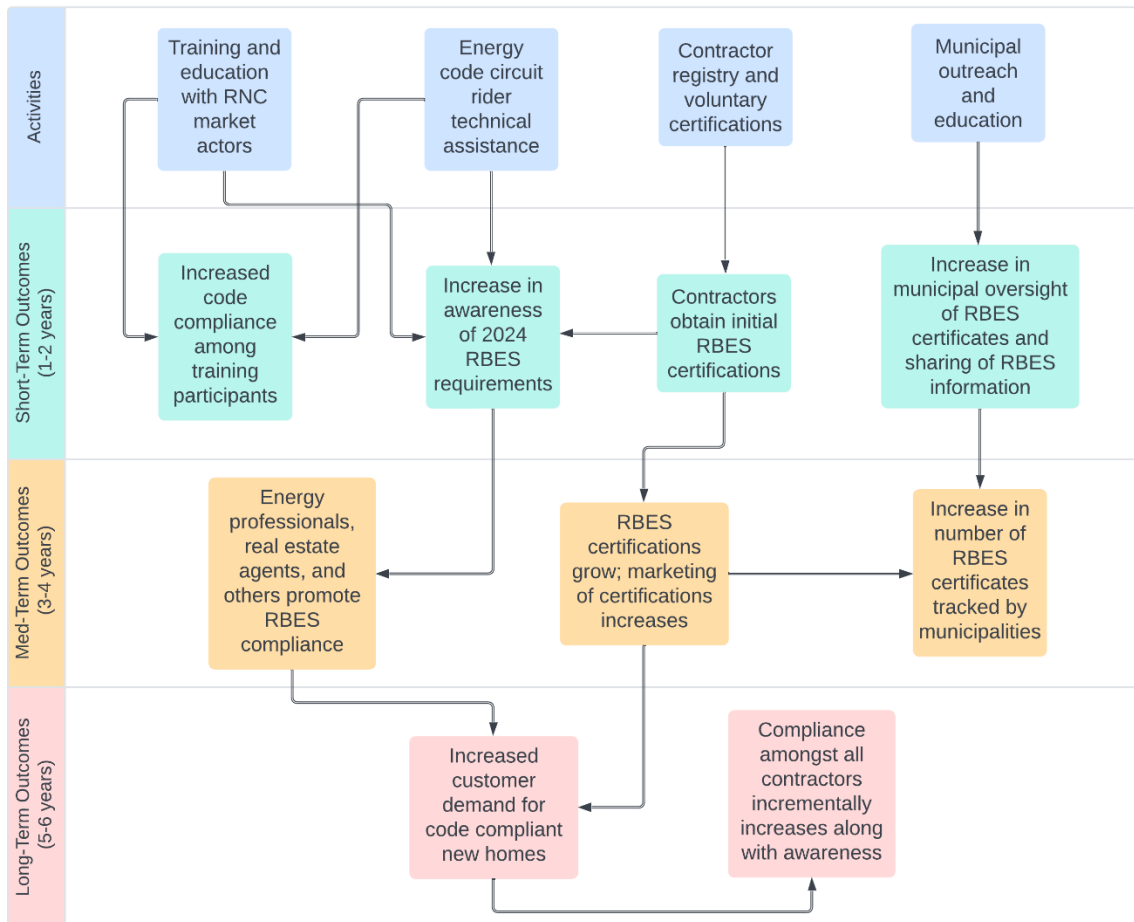 Activities
Training and
education
with RNC
market
actors
Energy
code circuit
rider
technical
assistance
Contractor
registry and
voluntary
certifications
Municipal
outreach
and
education
Short-Term Outcomes
(1-2 years)
Increased
code
compliance
among
training
participants
Increase in
awareness
of 2024
RBES
requirements
Contractors
obtain initial
RBES
certifications
Increase in
municipal oversight
of RBES
certificates and
sharing of RBES
information
Med-Term Outcomes
(3-4 years)
Energy
professionals,
real estate
agents, and
others promote
RBES
compliance
RBES
certifications
grow; marketing
of certifications
increases
Increase in
number of
RBES
certificates
tracked by
municipalities
Long-Term Outcomes
(5-6 years)
Increased
customer
demand for
code compliant
new homes
Compliance
amongst all
contractors
incrementally
increases along
with awareness